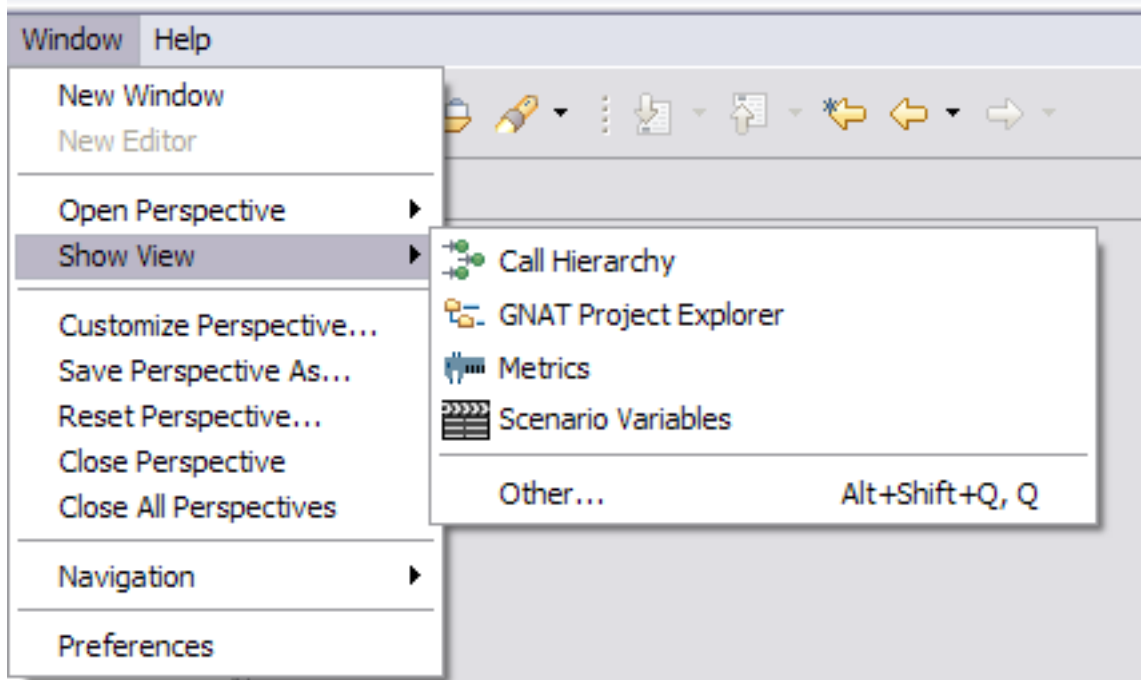 Window Help
New Window
New Editor
Open Perspective
Show View
Call Hierarchy
GNAT Project Explorer
Metrics
Scenario Variables
Other... Alt+Shift+Q, Q
Customize Perspective...
Save Perspective As...
Reset Perspective...
Close Perspective
Close All Perspectives
Navigation
Preferences